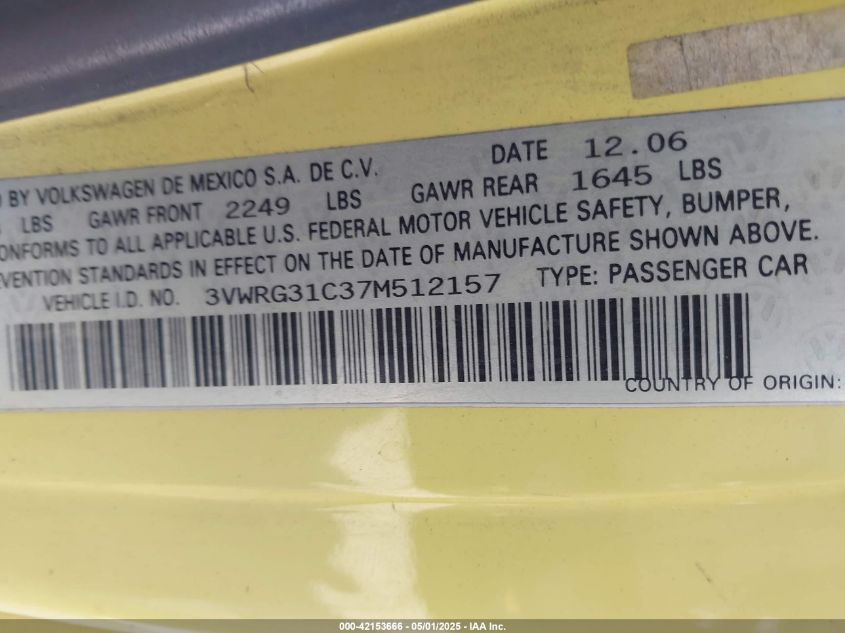 BY VOLKSWAGEN DE MEXICO S.A. DE C.V. DATE 12.06
LBS GAWR FRONT 2249 LBS GAWR REAR 1645 LBS
CONFORMS TO ALL APPLICABLE U.S. FEDERAL MOTOR VEHICLE SAFETY, BUMPER,
EVENTION STANDARDS IN EFFECT ON THE DATE OF MANUFACTURE SHOWN ABOVE.
VEHICLE I.D. NO. 3VWRG31C37M512157 TYPE: PASSENGER CAR
COUNTRY OF ORIGIN:
000-42153666 - 05/01/2025 - IAA Inc.